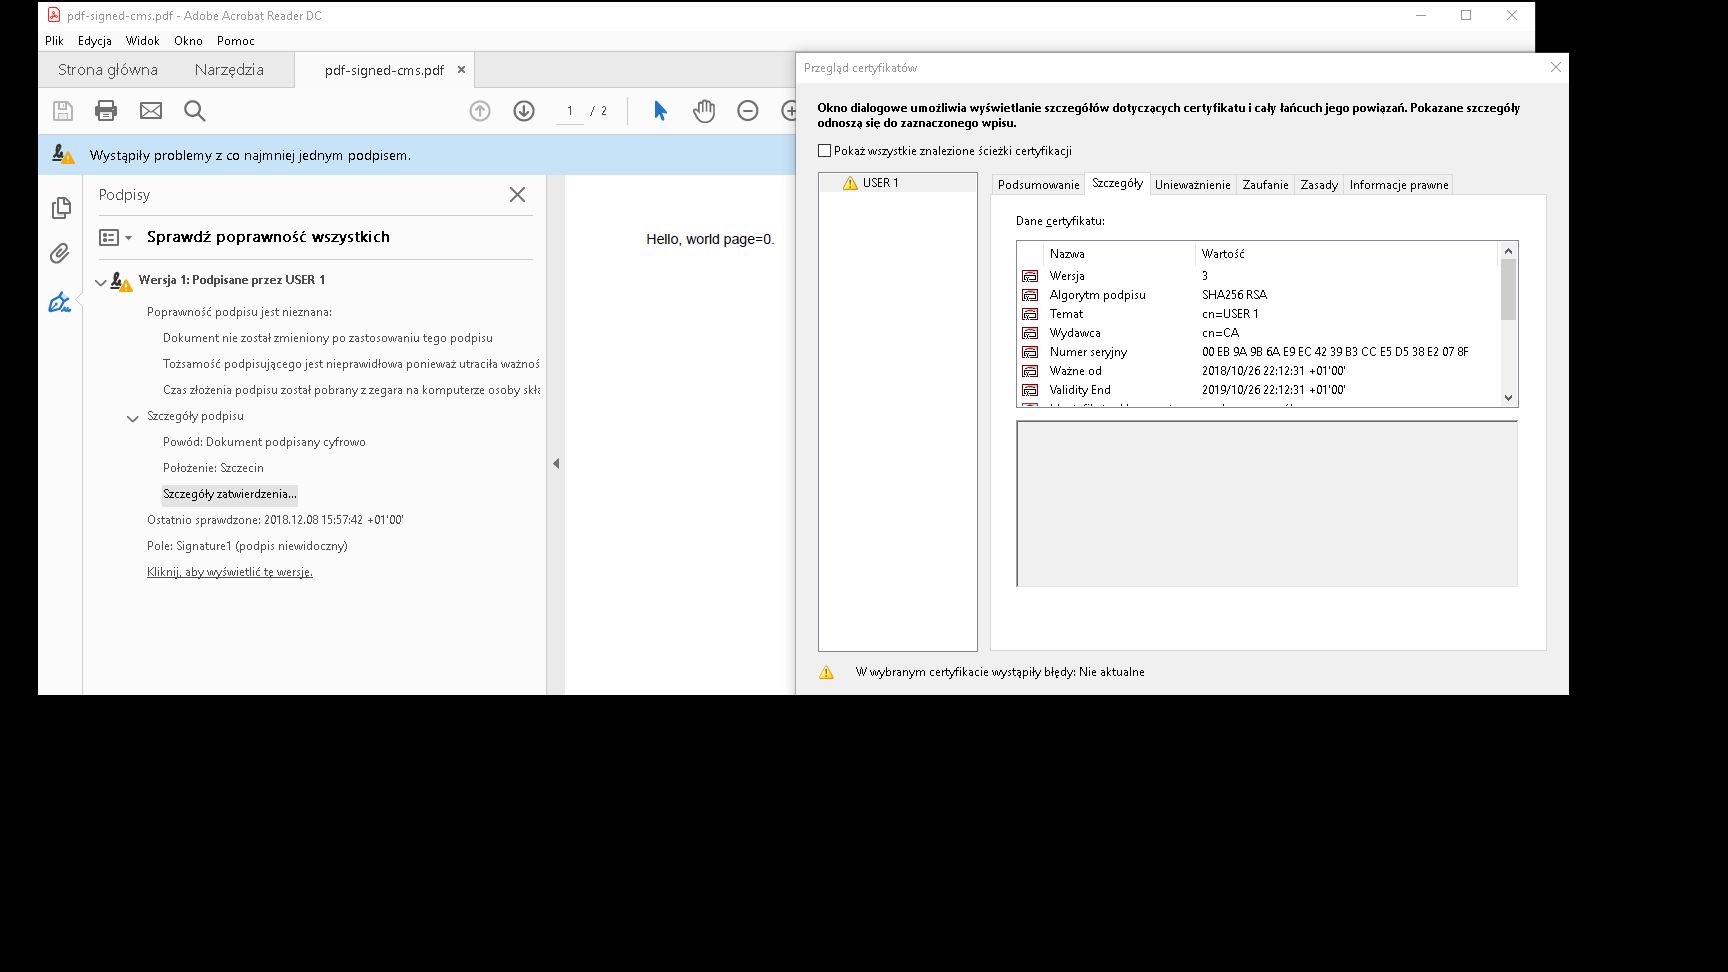 pdf-signed-cms.pdf - Adobe Acrobat Reader DC
Plik Edycja Widok Okno Pomoc
Strona główna Narzędzia pdf-signed-cms.pdf
1 / 2
Wystąpiły problemy z co najmniej jednym podpisem.
Podpisy
Sprawdź poprawność wszystkich
Wersja 1: Podpisane przez USER 1
Poprawność podpisu jest nieznana:
Dokument nie został zmieniony po zastosowaniu tego podpisu
Tożsamość podpisującego jest nieprawidłowa ponieważ utraciła ważnoś
Czas złożenia podpisu został pobrany z zegara na komputerze osoby skła
Szczegóły podpisu
Powód: Dokument podpisany cyfrowo
Położenie: Szczecin
Szczegóły zatwierdzenia...
Ostatnio sprawdzone: 2018.12.08 15:57:42 +01'00'
Pole: Signature1 (podpis niewidoczny)
Kliknij, aby wyświetlić tę wersję.
Hello, world page=0.
Przegląd certyfikatów
Okno dialogowe umożliwia wyświetlanie szczegółów dotyczących certyfikatu i cały łańcuch jego powiązań. Pokazane szczegóły
odnoszą się do zaznaczonego wpisu.
Pokaż wszystkie znalezione ścieżki certyfikacji
USER 1
Podsumowanie Szczegóły Unieważnienie Zaufanie Zasady Informacje prawne
Dane certyfikatu:
Nazwa Wartość
Wersja 3
Algorytm podpisu SHA256 RSA
Temat cn=USER 1
Wydawca cn=CA
Numer seryjny 00 EB 9A 9B 6A E9 EC 42 39 B3 CC E5 D5 38 E2 07 8F
Ważne od 2018/10/26 22:12:31 +01'00'
Validity End 2019/10/26 22:12:31 +01'00'
W wybranym certyfikacie wystąpiły błędy: Nie aktualne